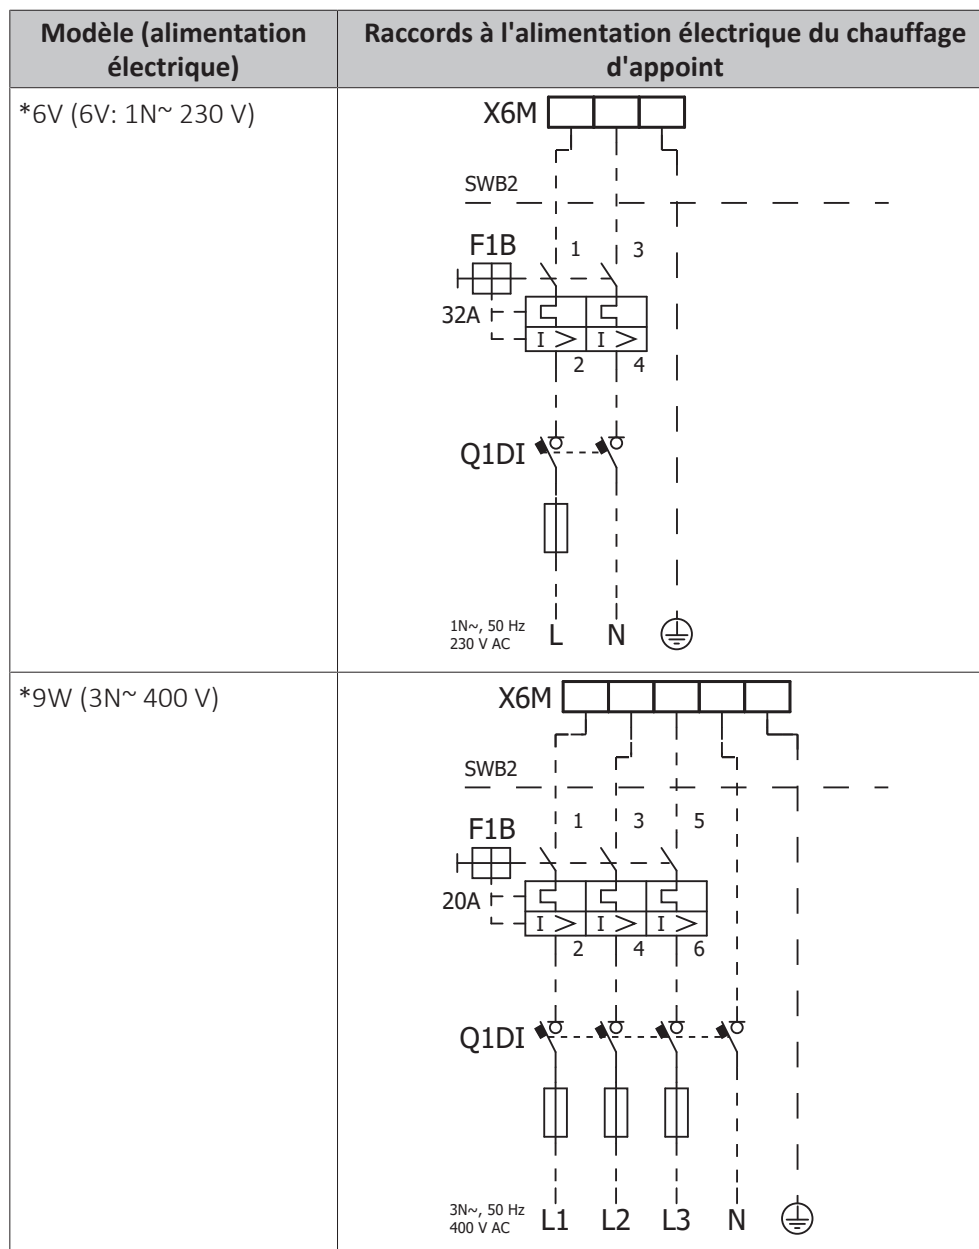 Modèle (alimentation électrique)
Raccords à l'alimentation électrique du chauffage d'appoint
*6V (6V: 1N~ 230 V)
X6M
SWB2
F1B
1
3
32A
I >
I >
2
4
Q1DI
1N~, 50 Hz
230 V AC
L
N
*9W (3N~ 400 V)
X6M
SWB2
F1B
1
3
5
20A
I >
I >
I >
2
4
6
Q1DI
3N~, 50 Hz
400 V AC
L1
L2
L3
N